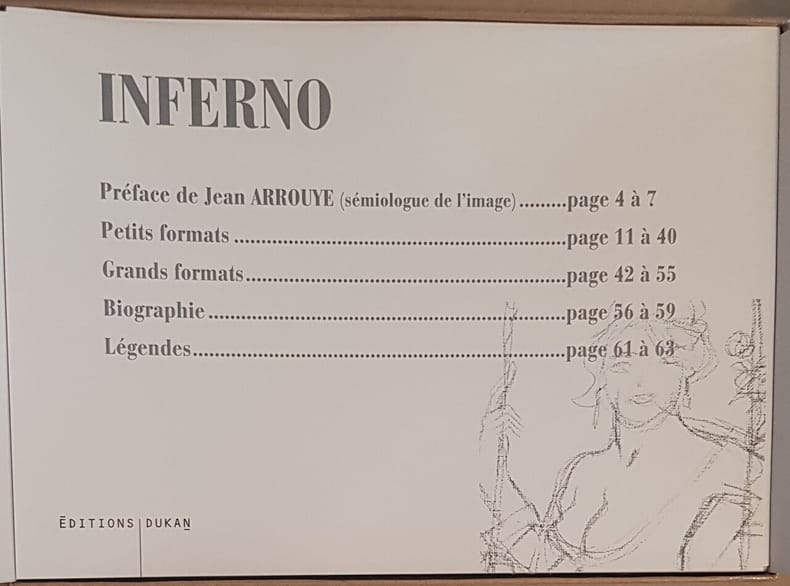 INFERNO
Préface de Jean ARROUYE (sémiologue de l'image).........page 4 à 7
Petits formats ............................................................page 11 à 40
Grands formats..........................................................page 42 à 55
Biographie .................................................................page 56 à 59
Légendes....................................................................page 61 à 63
ÉDITIONS DUKAN